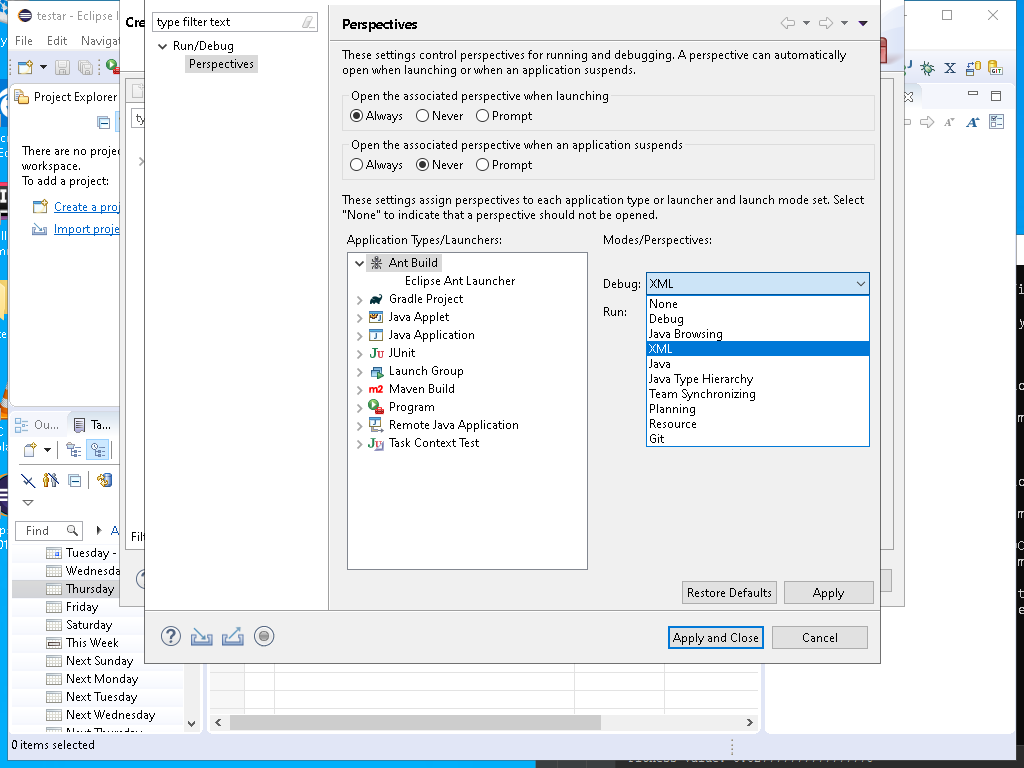 testar - Eclipse I
File Edit Navigat
Project Explorer
There are no projec
workspace.
To add a project:
Create a proj
Import projec
Ou...
Ta...
Find
Tuesday -
Wednesda
Thursday
Friday
Saturday
This Week
Next Sunday
Next Monday
Next Tuesday
Next Wednesday
0 items selected
Cre
type filter text
Run/Debug
Perspectives
Perspectives
These settings control perspectives for running and debugging. A perspective can automatically
open when launching or when an application suspends.
Open the associated perspective when launching
Always Never Prompt
Open the associated perspective when an application suspends
Always Never Prompt
These settings assign perspectives to each application type or launcher and launch mode set. Select
"None" to indicate that a perspective should not be opened.
Application Types/Launchers:
Ant Build
Eclipse Ant Launcher
Gradle Project
Java Applet
Java Application
JUnit
Launch Group
m2 Maven Build
Program
Remote Java Application
Task Context Test
Modes/Perspectives:
Debug: XML
Run:
None
Debug
Java Browsing
XML
Java
Java Type Hierarchy
Team Synchronizing
Planning
Resource
Git
Restore Defaults
Apply
Apply and Close
Cancel